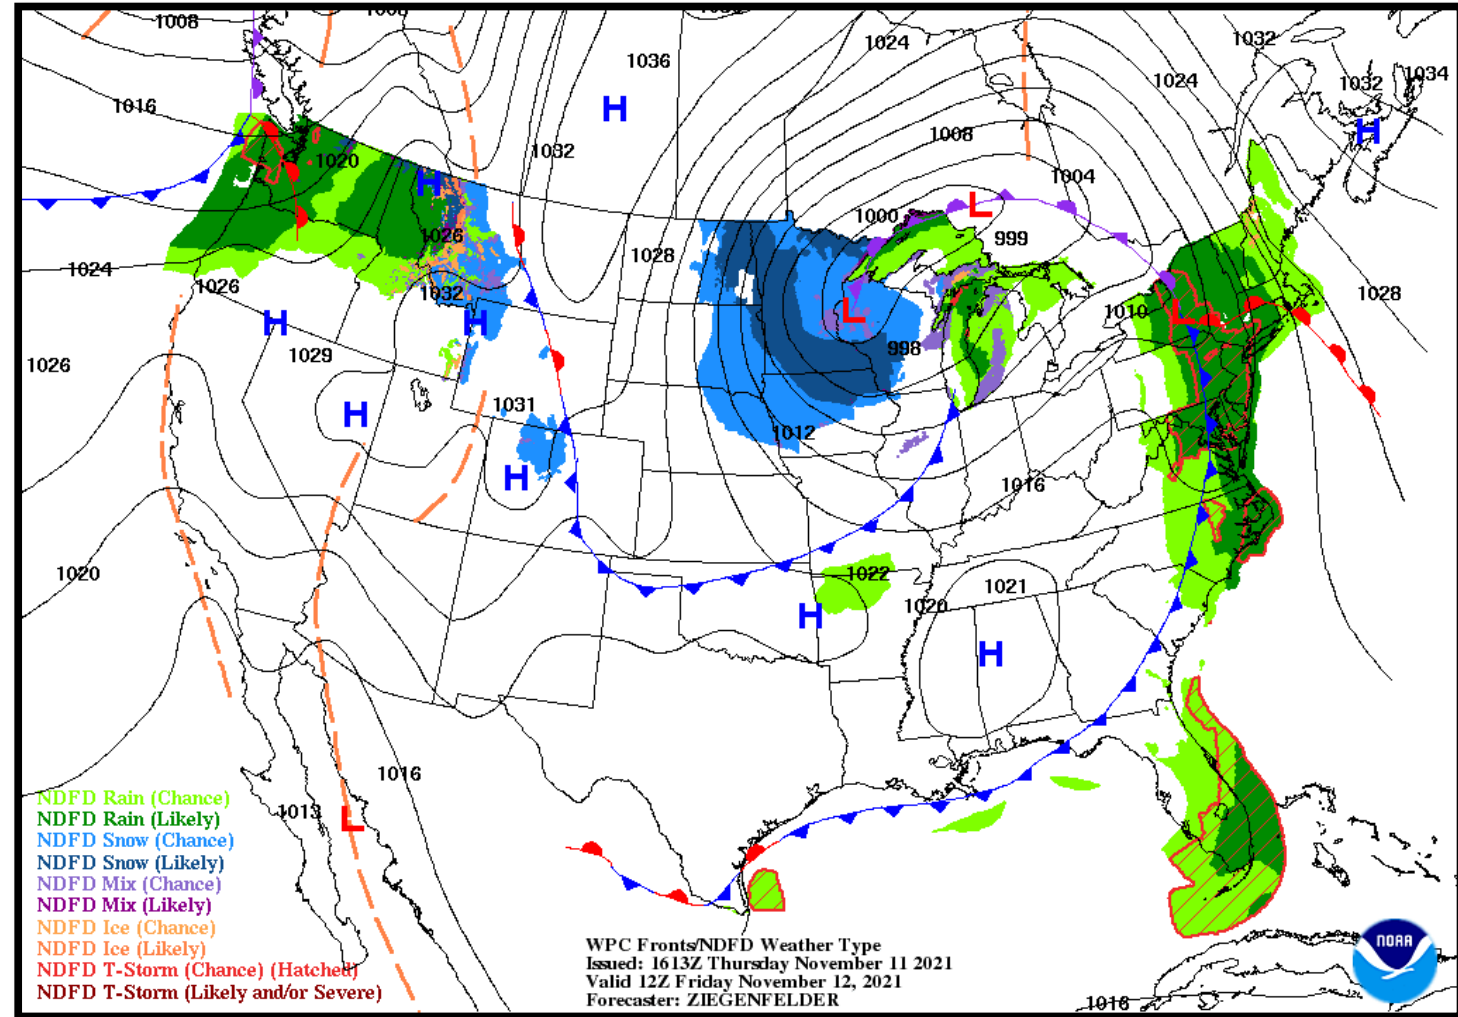 1008
1008
1036
1024
1032
1024
1032
1034
1016
H
H
1008
1020
1032
H
1004
L
1000
1026
999
1028
1024
1026
1032
1028
H
H
L
1010
1029
998
1026
H
1031
1012
H
1016
1020
1022
1021
1020
H
H
1016
1013
L
NDFD Rain (Chance)
NDFD Rain (Likely)
NDFD Snow (Chance)
NDFD Snow (Likely)
NDFD Mix (Chance)
NDFD Mix (Likely)
NDFD Ice (Chance)
NDFD Ice (Likely)
NDFD T-Storm (Chance) (Hatched)
NDFD T-Storm (Likely and/or Severe)
WPC Fronts/NDFD Weather Type
Issued: 1613Z Thursday November 11 2021
Valid 12Z Friday November 12, 2021
Forecaster: ZIEGENFELDER
NOAA
1016